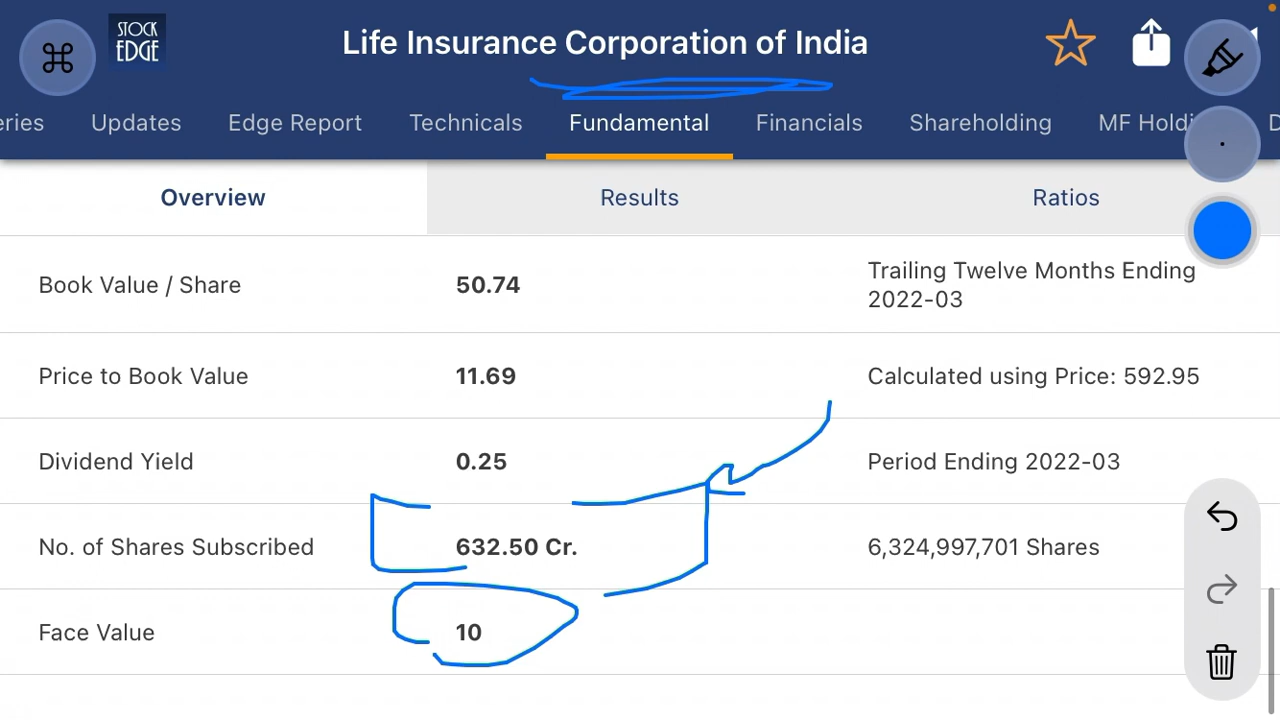 STOCK
EDGE
Life Insurance Corporation of India
eries Updates Edge Report Technicals Fundamental Financials Shareholding MF Holdi D
Overview Results Ratios
Book Value / Share 50.74 Trailing Twelve Months Ending
2022-03
Price to Book Value 11.69 Calculated using Price: 592.95
Dividend Yield 0.25 Period Ending 2022-03
No. of Shares Subscribed 632.50 Cr. 6,324,997,701 Shares
Face Value 10